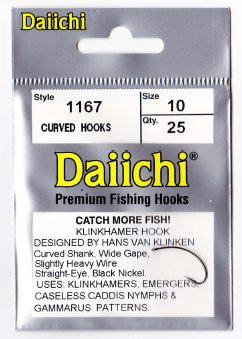 Daiichi
Style 1167 Size 10
CURVED HOOKS Qty. 25
Daiichi®
Premium Fishing Hooks
CATCH MORE FISH!
KLINKHAMER HOOK
DESIGNED BY HANS VAN KLINKEN
Curved Shank, Wide Gape,
Slightly Heavy Wire.
Straight-Eye, Black Nickel.
USES: KLINKHAMERS, EMERGERS,
CASELESS CADDIS NYMPHS &
GAMMARUS PATTERNS.